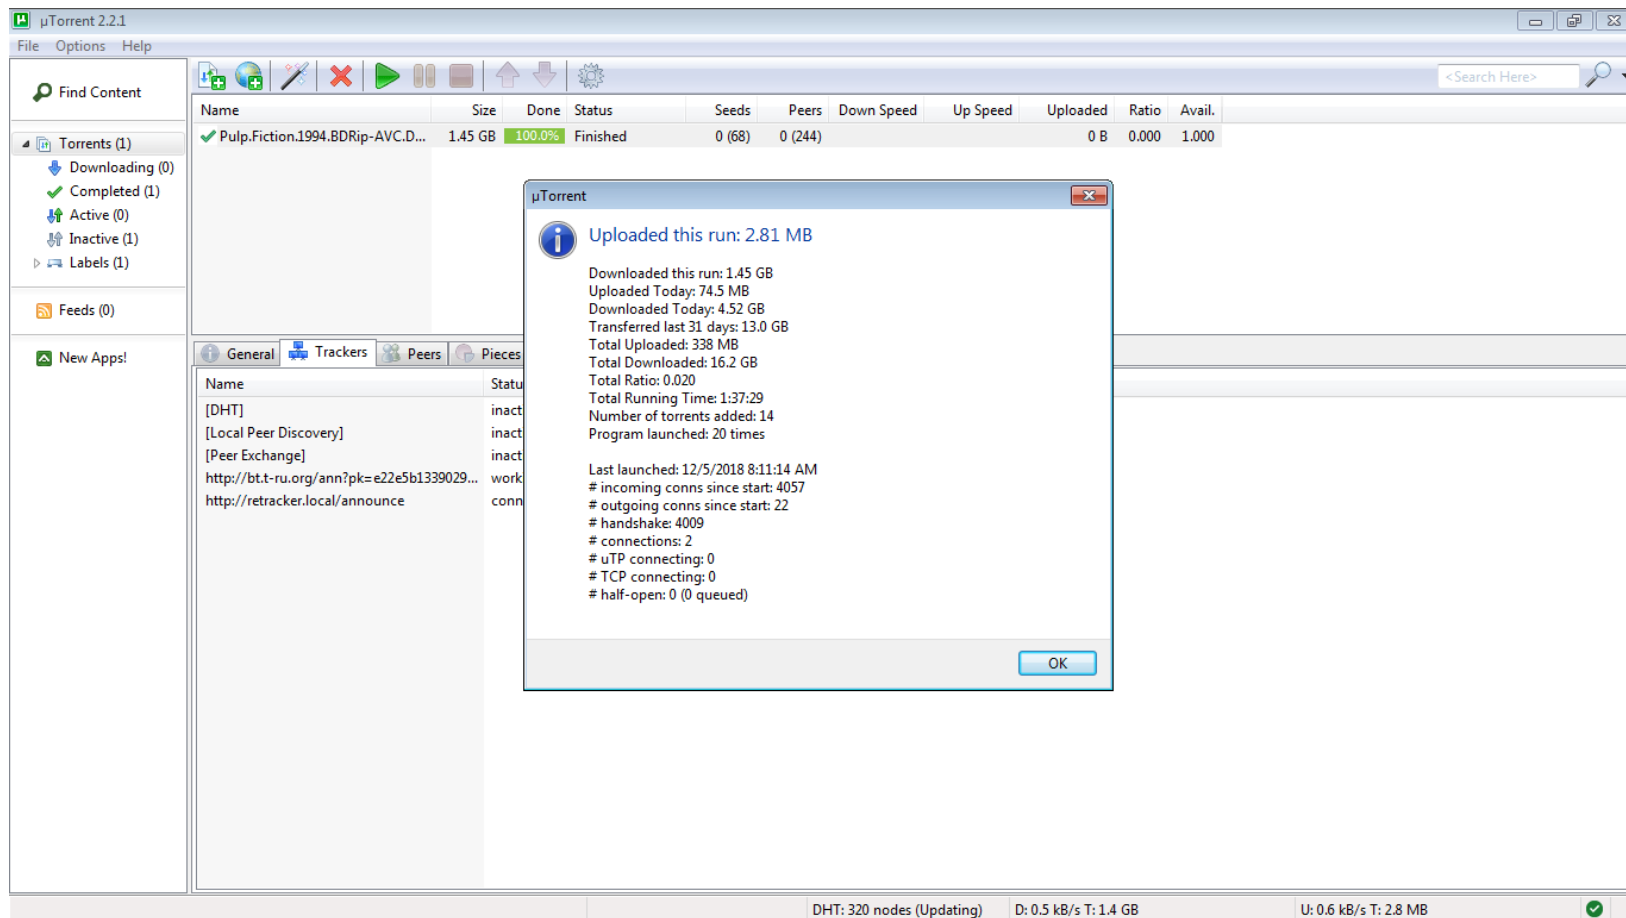 µTorrent 2.2.1
File Options Help
<Search Here>
Find Content
Torrents (1)
Downloading (0)
Completed (1)
Active (0)
Inactive (1)
Labels (1)
Feeds (0)
New Apps!
Name Size Done Status Seeds Peers Down Speed Up Speed Uploaded Ratio Avail.
Pulp.Fiction.1994.BDRip-AVC.D... 1.45 GB 100.0% Finished 0 (68) 0 (244) 0 B 0.000 1.000
General Trackers Peers Pieces
Name Statu
[DHT] inact
[Local Peer Discovery] inact
[Peer Exchange] inact
http://bt.t-ru.org/ann?pk=e22e5b1339029... work
http://retracker.local/announce conn
µTorrent
Uploaded this run: 2.81 MB
Downloaded this run: 1.45 GB
Uploaded Today: 74.5 MB
Downloaded Today: 4.52 GB
Transferred last 31 days: 13.0 GB
Total Uploaded: 338 MB
Total Downloaded: 16.2 GB
Total Ratio: 0.020
Total Running Time: 1:37:29
Number of torrents added: 14
Program launched: 20 times
Last launched: 12/5/2018 8:11:14 AM
# incoming conns since start: 4057
# outgoing conns since start: 22
# handshake: 4009
# connections: 2
# uTP connecting: 0
# TCP connecting: 0
# half-open: 0 (0 queued)
OK
DHT: 320 nodes (Updating) D: 0.5 kB/s T: 1.4 GB U: 0.6 kB/s T: 2.8 MB